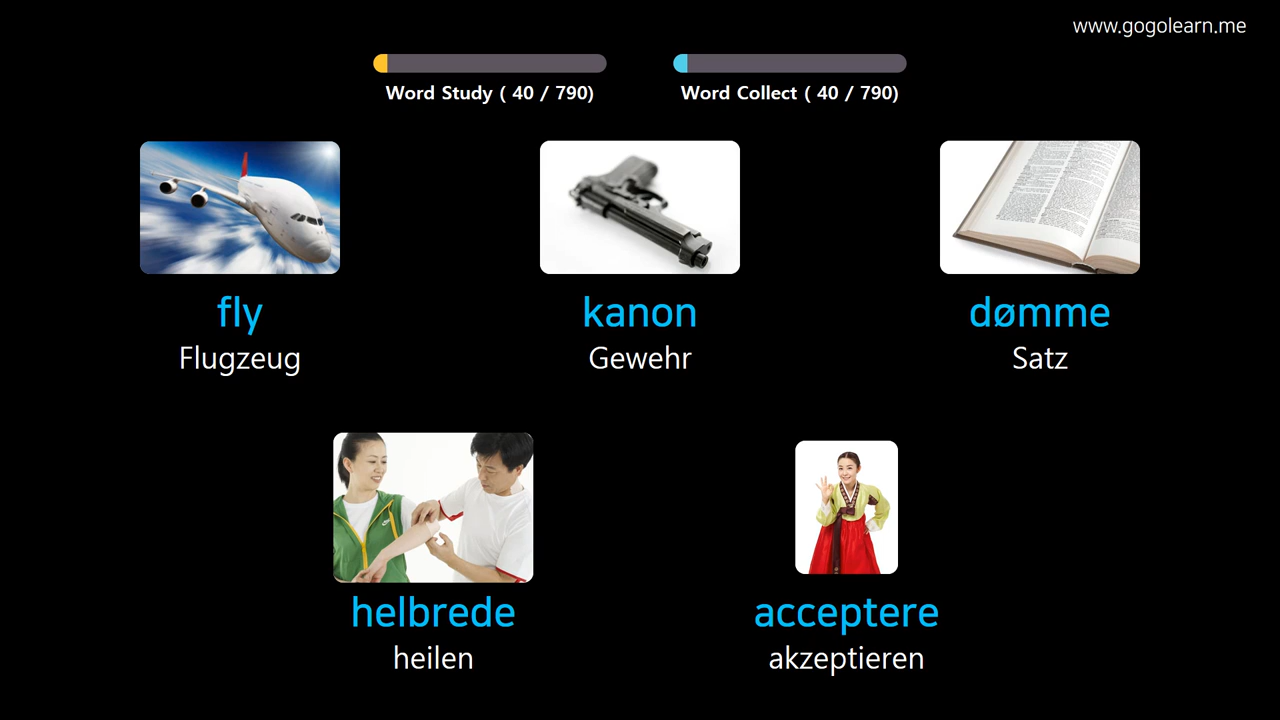 www.gogolearn.me
Word Study ( 40 / 790)
Word Collect ( 40 / 790)
fly
kanon
dømme
Flugzeug
Gewehr
Satz
helbrede
acceptere
heilen
akzeptieren